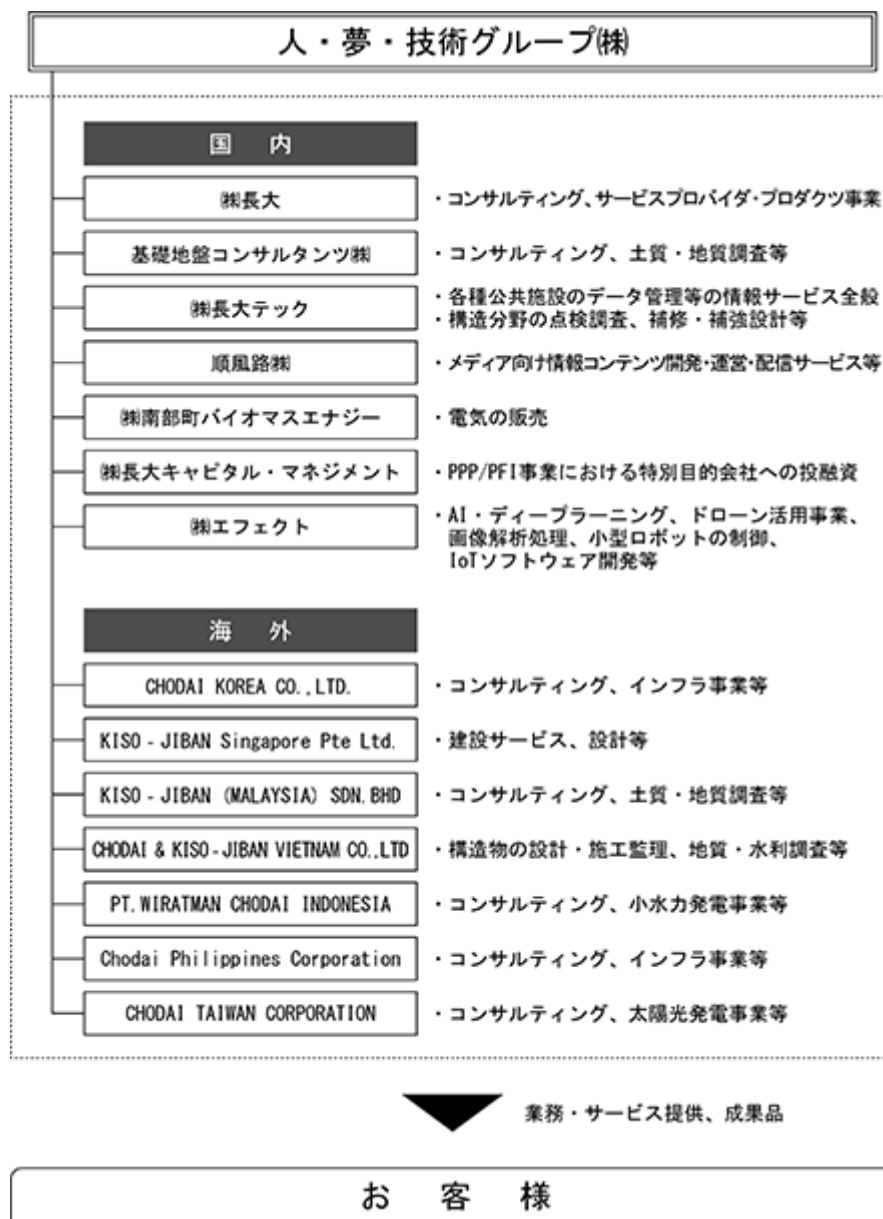 人・夢・技術グループ㈱
国 内
㈱長大
・コンサルティング、サービスプロバイダ・プロダクツ事業
基礎地盤コンサルタンツ㈱
・コンサルティング、土質・地質調査等
㈱長大テック
・各種公共施設のデータ管理等の情報サービス全般
・構造分野の点検調査、補修・補強設計等
順風路㈱
・メディア向け情報コンテンツ開発・運営・配信サービス等
㈱南部町バイオマスエナジー
・電気の販売
㈱長大キャピタル・マネジメント
・PPP/PFI事業における特別目的会社への投融資
㈱エフェクト
・AI・ディープラーニング、ドローン活用事業、
画像解析処理、小型ロボットの制御、
IoTソフトウェア開発等
海 外
CHODAI KOREA CO.,LTD.
・コンサルティング、インフラ事業等
KISO - JIBAN Singapore Pte Ltd.
・建設サービス、設計等
KISO - JIBAN (MALAYSIA) SDN.BHD
・コンサルティング、土質・地質調査等
CHODAI & KISO - JIBAN VIETNAM CO.,LTD
・構造物の設計・施工監理、地質・水利調査等
PT.WIRATMAN CHODAI INDONESIA
・コンサルティング、小水力発電事業等
Chodai Philippines Corporation
・コンサルティング、インフラ事業等
CHODAI TAIWAN CORPORATION
・コンサルティング、太陽光発電事業等
業務・サービス提供、成果品
お 客 様